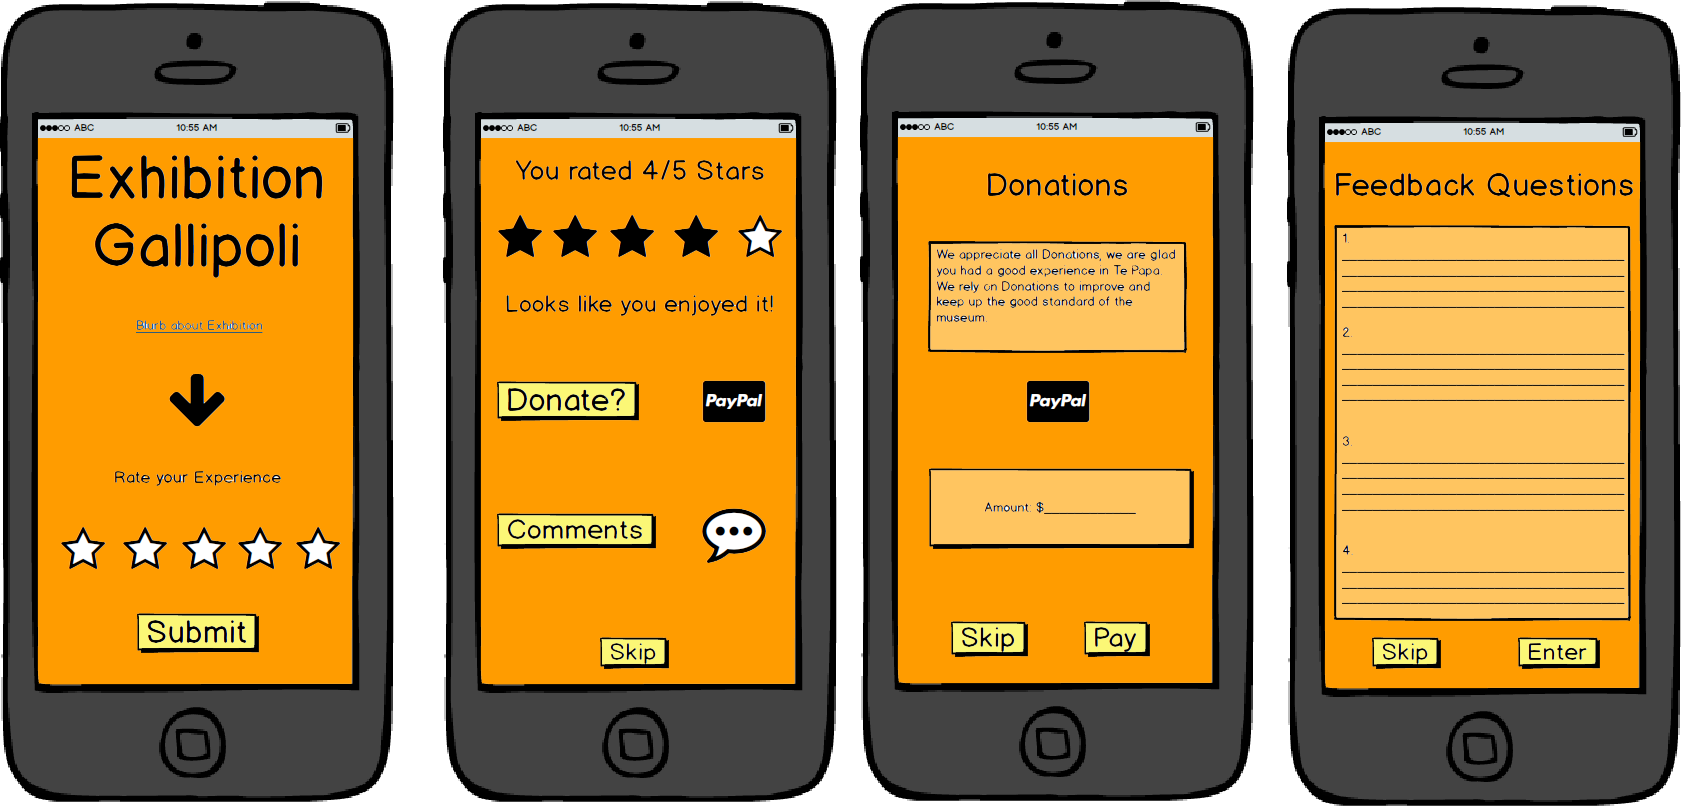 ABC 10:55 AM
Exhibition
Gallipoli
Blurb about Exhibition
Rate your Experience
Submit
ABC 10:55 AM
You rated 4/5 Stars
Looks like you enjoyed it!
Donate? PayPal
Comments
Skip
ABC 10:55 AM
Donations
We appreciate all Donations, we are glad
you had a good experience in Te Papa.
We rely on Donations to improve and
keep up the good standard of the
museum.
PayPal
Amount: $______________
Skip Pay
ABC 10:55 AM
Feedback Questions
1.
2.
3.
4.
Skip Enter